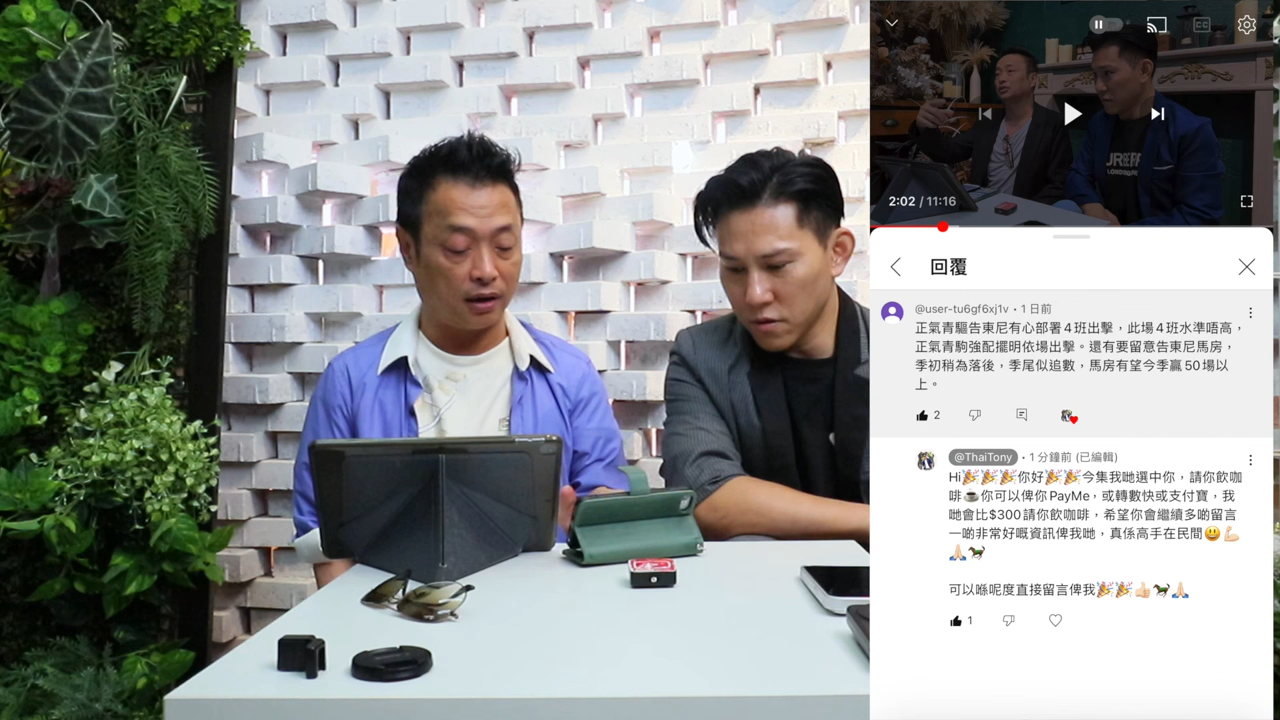 2:02 / 11:16
回覆
@user-tu6gf6xj1v・1 日前
正氣青驅告東尼有心部署4班出擊，此場4班水準唔高，
正氣青駒強配擺明依場出擊。還有要留意告東尼馬房，
季初稍為落後，季尾似追數，馬房有望今季贏50場以
上。
2
@ThaiTony・1 分鐘前 (已編輯)
Hi🎉🎉🎉你好🎉🎉今集我哋選中你，請你飲咖
啡☕你可以俾你PayMe，或轉數快或支付寶，我
哋會比$300請你飲咖啡，希望你會繼續多啲留言
一啲非常好嘅資訊俾我哋，真係高手在民間😃💪🏻
🙏🏻🐎
可以喺呢度直接留言俾我🎉🎉👍🏻🐎🙏🏻
1